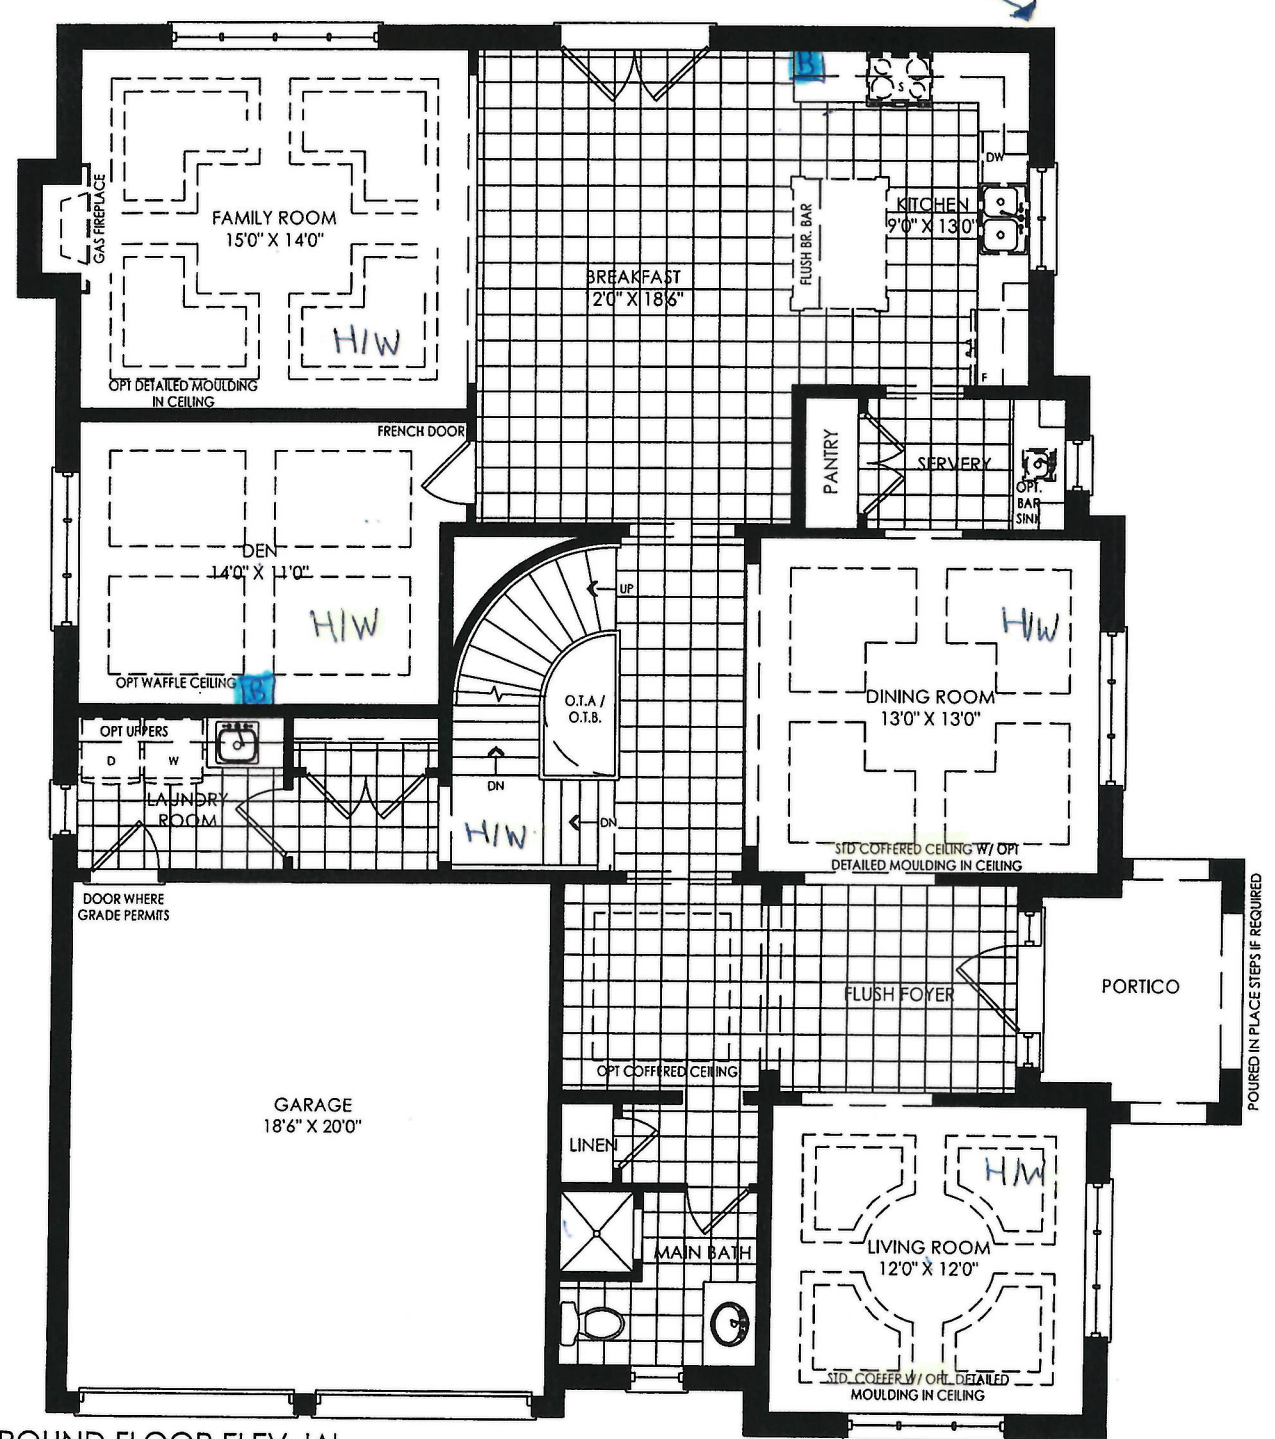 B
S
DW
GAS FIREPLACE
FAMILY ROOM
15'0" X 14'0"
FLUSH BR. BAR
KITCHEN
9'0" X 13'0"
BREAKFAST
12'0" X 18'6"
H/W
OPT DETAILED MOULDING
IN CEILING
F
FRENCH DOOR
PANTRY
SERVERY
OPT.
BAR
SINK
DEN
14'0" X 11'0"
H/W
OPT WAFFLE CEILING
B
UP
O.T.A /
O.T.B.
H/W
DINING ROOM
13'0" X 13'0"
OPT UPPERS
D
W
LAUNDRY
ROOM
DN
DN
H/W
STD COFFERED CEILING W/ OPT
DETAILED MOULDING IN CEILING
DOOR WHERE
GRADE PERMITS
FLUSH FOYER
PORTICO
POURED IN PLACE STEPS IF REQUIRED
OPT COFFERED CEILING
GARAGE
18'6" X 20'0"
LINEN
H/W
MAIN BATH
LIVING ROOM
12'0" X 12'0"
STD. COFFER W/ OPT. DETAILED
MOULDING IN CEILING